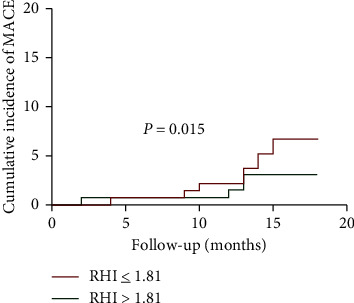 Cumulative incidence of MACE
20
15
10
5
0
P = 0.015
0 5 10 15 20
Follow-up (months)
RHI ≤ 1.81
RHI > 1.81